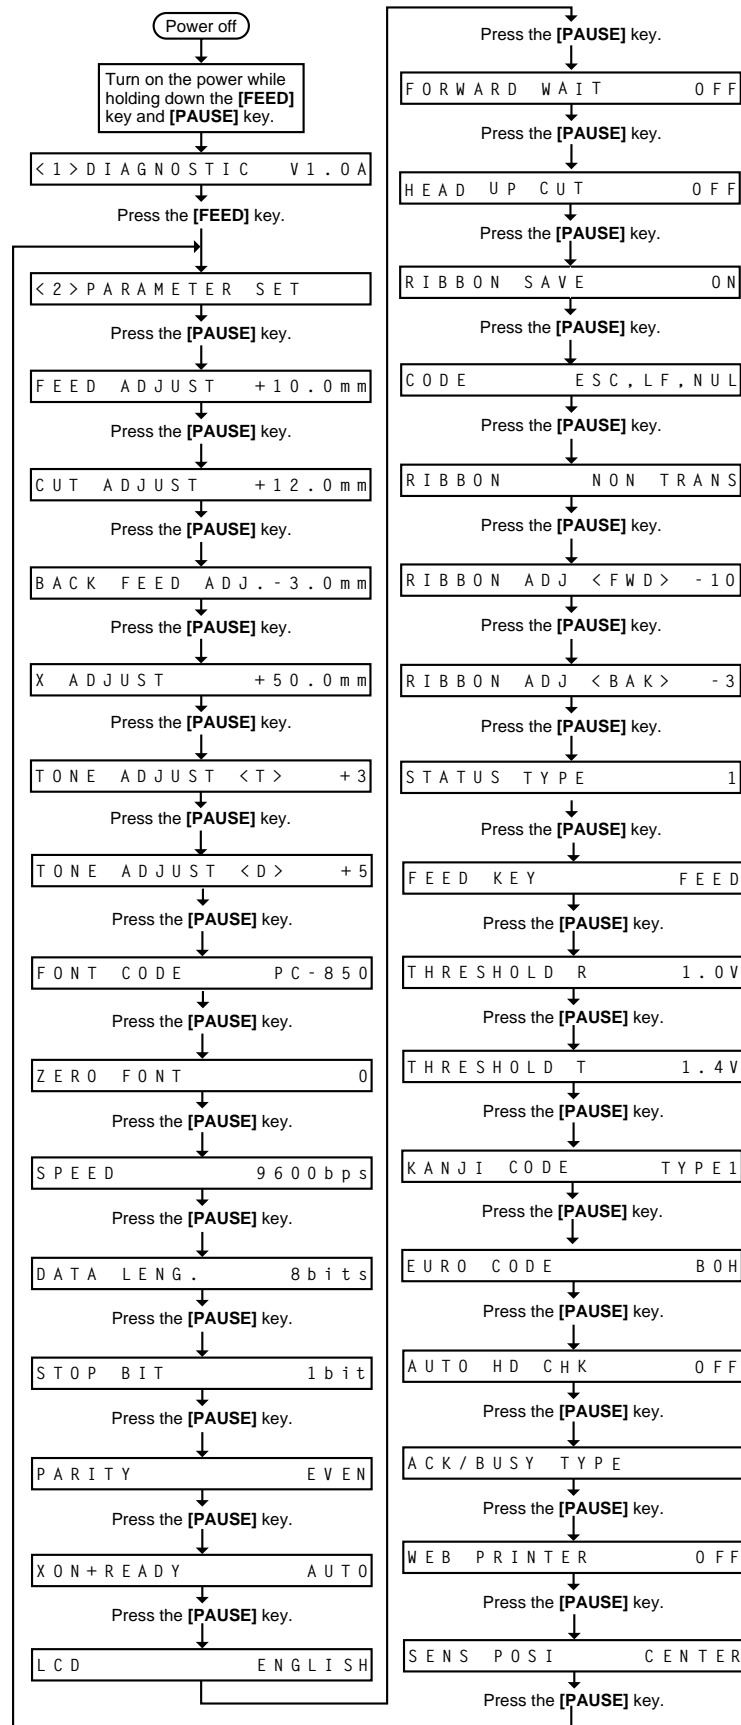 Power off
Turn on the power while
holding down the [FEED]
key and [PAUSE] key.
<1>DIAGNOSTIC V1.0A
Press the [FEED] key.
<2>PARAMETER SET
Press the [PAUSE] key.
FEED ADJUST +10.0mm
Press the [PAUSE] key.
CUT ADJUST +12.0mm
Press the [PAUSE] key.
BACK FEED ADJ.-3.0mm
Press the [PAUSE] key.
X ADJUST +50.0mm
Press the [PAUSE] key.
TONE ADJUST <T> +3
Press the [PAUSE] key.
TONE ADJUST <D> +5
Press the [PAUSE] key.
FONT CODE PC-850
Press the [PAUSE] key.
ZERO FONT 0
Press the [PAUSE] key.
SPEED 9600bps
Press the [PAUSE] key.
DATA LENG. 8bits
Press the [PAUSE] key.
STOP BIT 1bit
Press the [PAUSE] key.
PARITY EVEN
Press the [PAUSE] key.
XON+READY AUTO
Press the [PAUSE] key.
LCD ENGLISH
Press the [PAUSE] key.
FORWARD WAIT OFF
Press the [PAUSE] key.
HEAD UP CUT OFF
Press the [PAUSE] key.
RIBBON SAVE ON
Press the [PAUSE] key.
CODE ESC,LF,NUL
Press the [PAUSE] key.
RIBBON NON TRANS
Press the [PAUSE] key.
RIBBON ADJ <FWD> -10
Press the [PAUSE] key.
RIBBON ADJ <BAK> -3
Press the [PAUSE] key.
STATUS TYPE 1
Press the [PAUSE] key.
FEED KEY FEED
Press the [PAUSE] key.
THRESHOLD R 1.0V
Press the [PAUSE] key.
THRESHOLD T 1.4V
Press the [PAUSE] key.
KANJI CODE TYPE1
Press the [PAUSE] key.
EURO CODE B0H
Press the [PAUSE] key.
AUTO HD CHK OFF
Press the [PAUSE] key.
ACK/BUSY TYPE
Press the [PAUSE] key.
WEB PRINTER OFF
Press the [PAUSE] key.
SENS POSI CENTER
Press the [PAUSE] key.